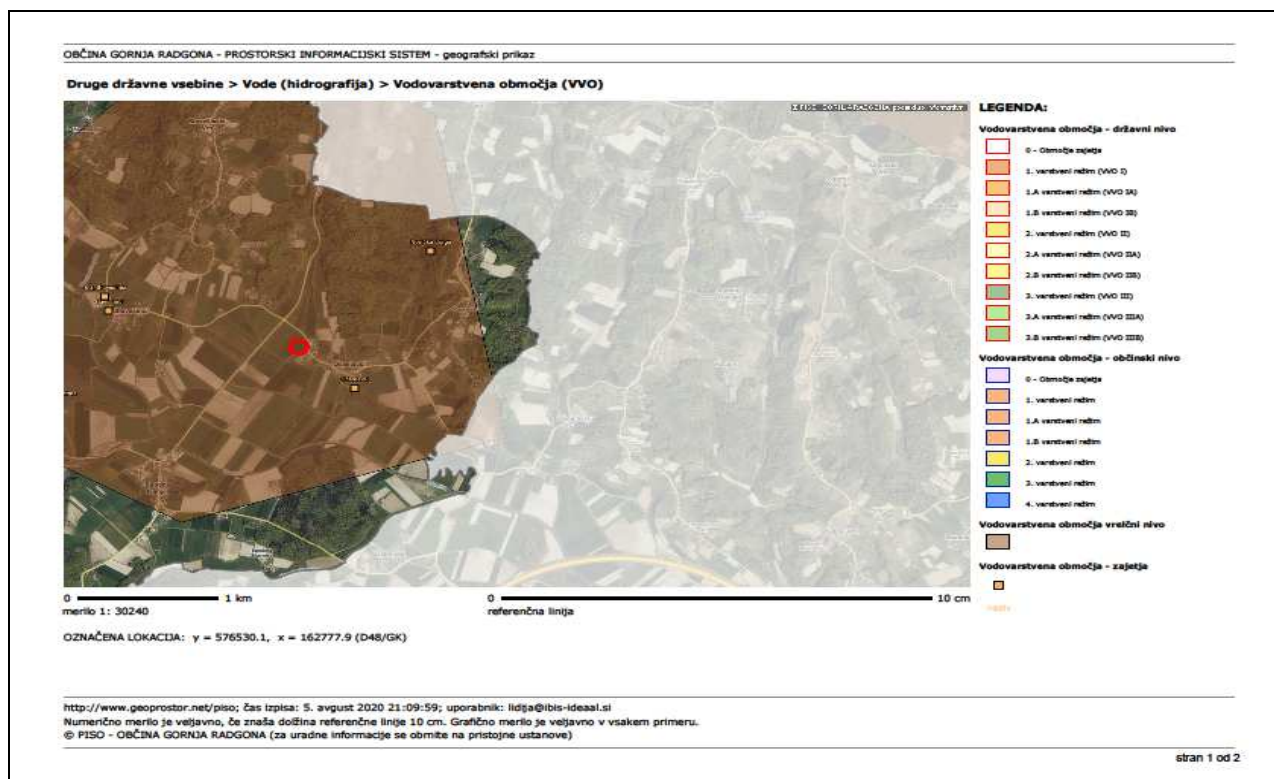 OBČINA GORNJA RADGONA - PROSTORSKI INFORMACIJSKI SISTEM - geografski prikaz
Druge državne vsebine > Vode (hidrografija) > Vodovarstvena območja (VVO)
LEGENDA:
Vodovarstvena območja - državni nivo
0 - Območje zajetja
1. varstveni režim (VVO I)
1.A varstveni režim (VVO IA)
1.B varstveni režim (VVO IB)
2. varstveni režim (VVO II)
2.A varstveni režim (VVO IIA)
2.B varstveni režim (VVO IIB)
3. varstveni režim (VVO III)
3.A varstveni režim (VVO IIIA)
3.B varstveni režim (VVO IIIB)
Vodovarstvena območja - občinski nivo
0 - Območje zajetja
1. varstveni režim
1.A varstveni režim
1.B varstveni režim
2. varstveni režim
3. varstveni režim
4. varstveni režim
Vodovarstvena območja vrelčni nivo
Vodovarstvena območja - zajetja
0 1 km
merilo 1: 30240
0 10 cm
referenčna linija
OZNAČENA LOKACIJA: y = 576530.1, x = 162777.9 (D48/GK)
http://www.geoprostor.net/piso; čas izpisa: 5. avgust 2020 21:09:59; uporabnik: lidija@ibis-ideaal.si
Numerično merilo je veljavno, če znaša dolžina referenčne linije 10 cm. Grafično merilo je veljavno v vsakem primeru.
© PISO - OBČINA GORNJA RADGONA (za uradne informacije se obrnite na pristojne ustanove)
stran 1 od 2